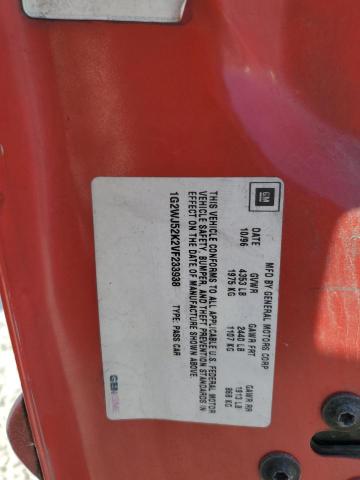 GM
MFD BY GENERAL MOTORS CORP
DATE GVWR GAWR FRT GAWR RR
10/96 4353 LB 2440 LB 1913 LB
1975 KG 1107 KG 868 KG
THIS VEHICLE CONFORMS TO ALL APPLICABLE U.S. FEDERAL MOTOR
VEHICLE SAFETY, BUMPER, AND THEFT PREVENTION STANDARDS IN
EFFECT ON THE DATE OF MANUFACTURE SHOWN ABOVE
1G2WJ52K2VF233938 TYPE: PASS CAR